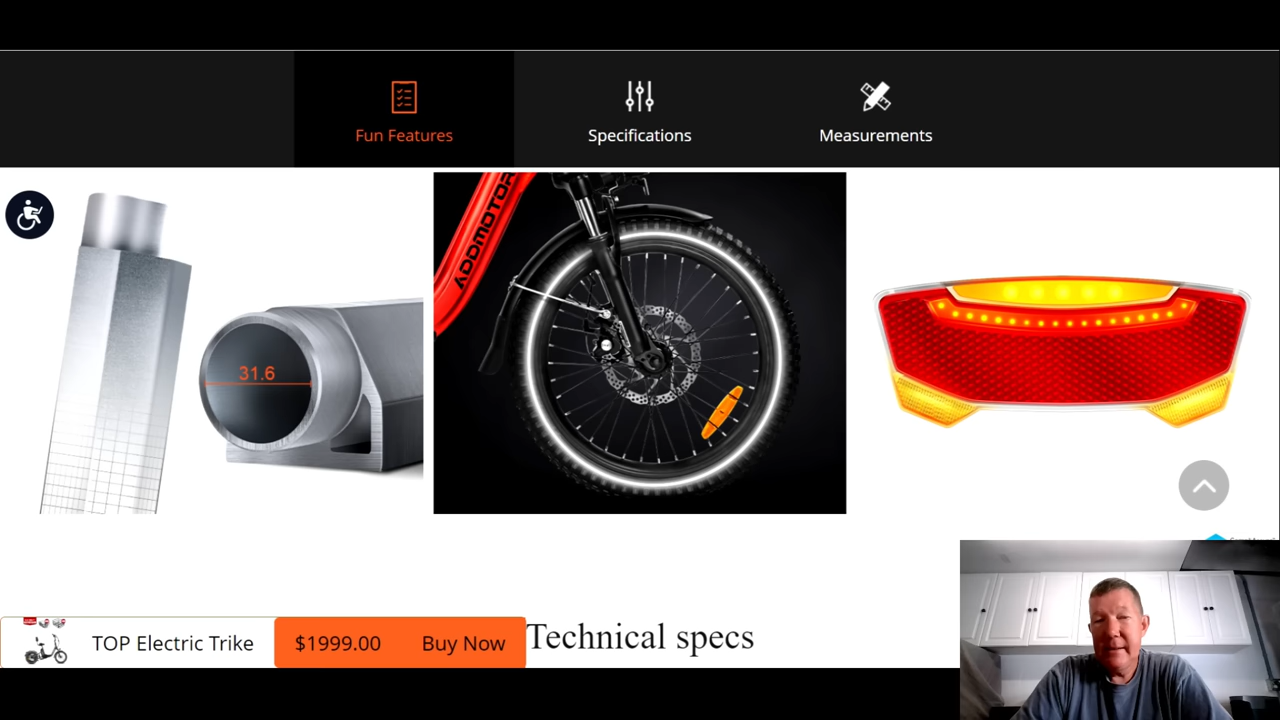 Fun Features
Specifications
Measurements
31.6
ADDMOTOR
TOP Electric Trike
$1999.00
Buy Now
Technical specs